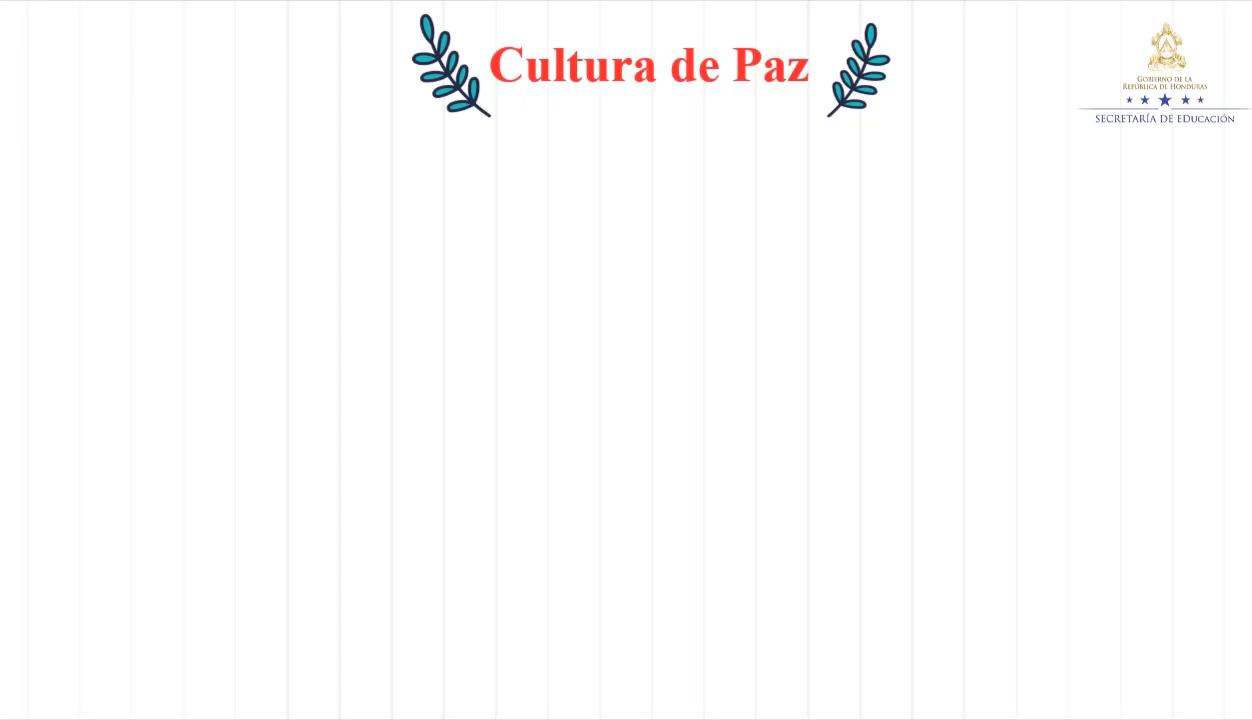 Cultura de Paz
GOBIERNO DE LA
REPÚBLICA DE HONDURAS
SECRETARÍA DE EDUCACIÓN